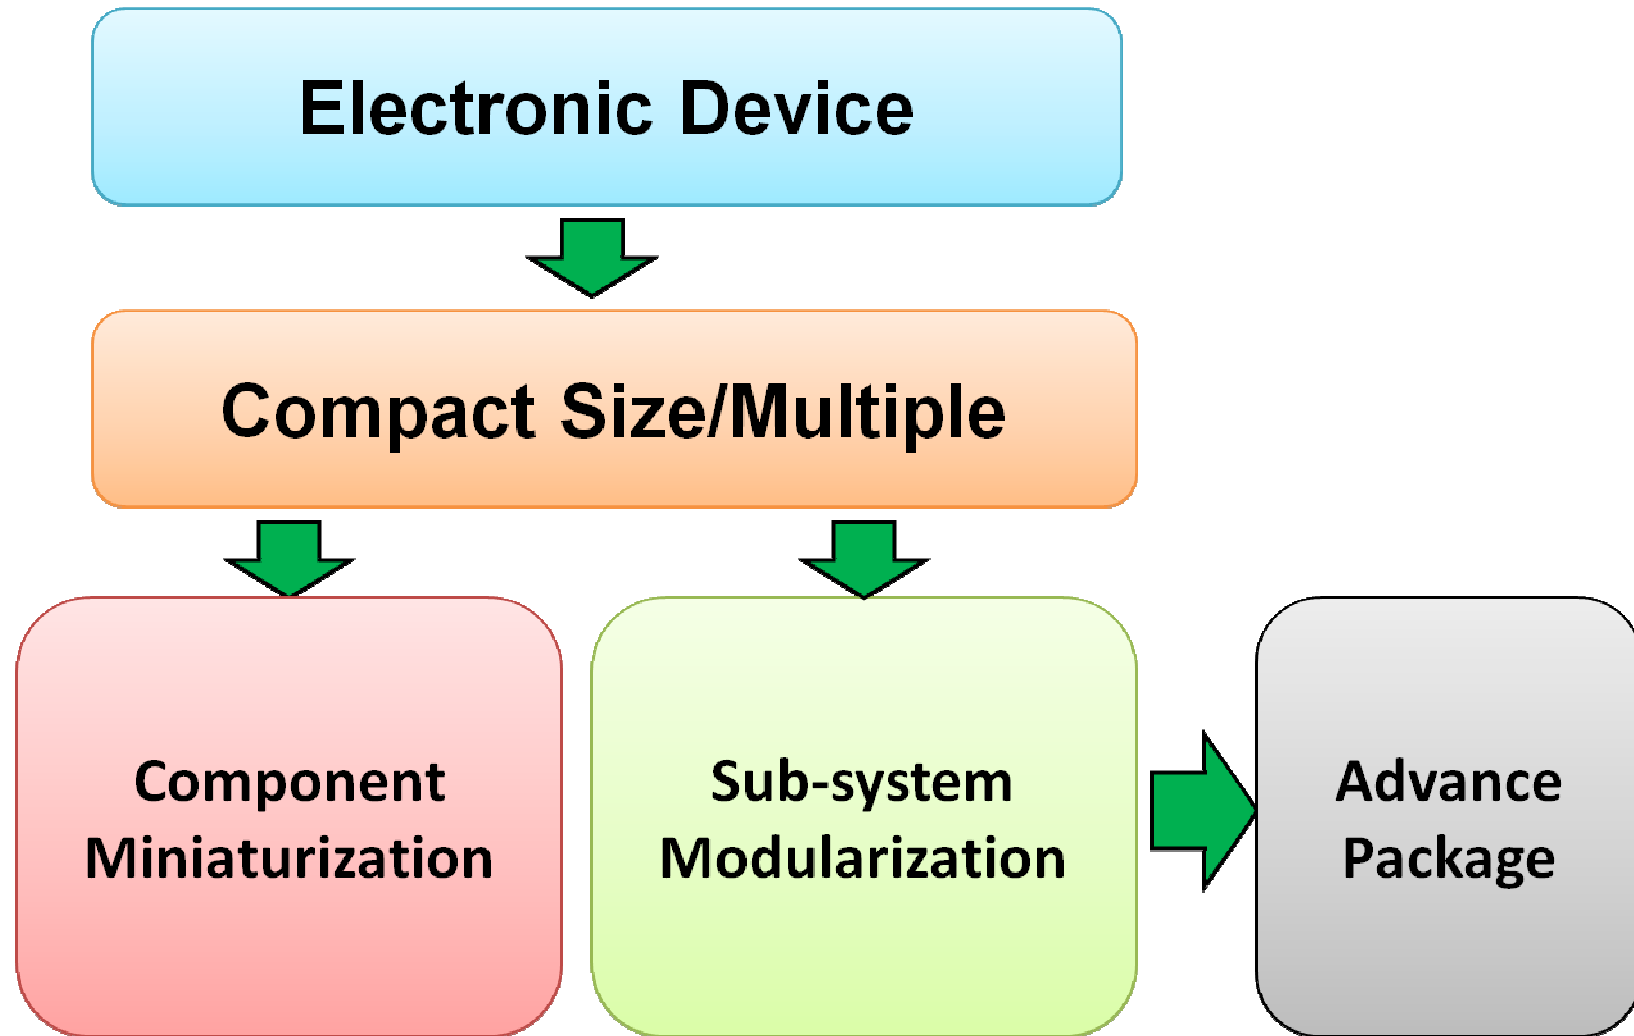 Electronic Device
Compact Size/Multiple
Component
Miniaturization
Sub-system
Modularization
Advance
Package